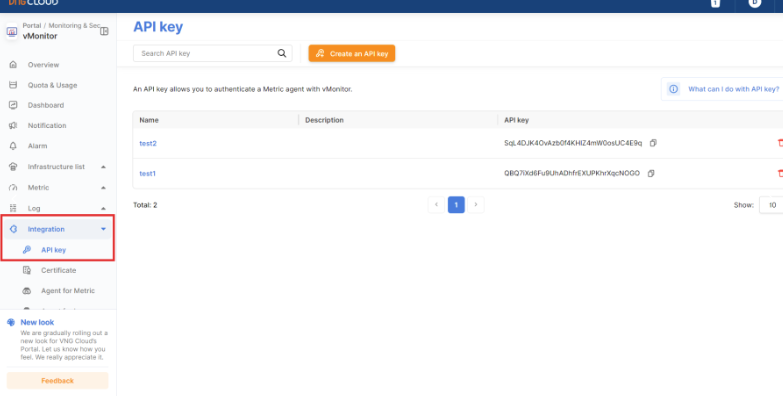 VNG CLOUD
1
D
Portal / Monitoring & Sec
vMonitor
API key
Search API key
Create an API key
Overview
Quota & Usage
Dashboard
Notification
Alarm
Infrastructure list
Metric
Log
Integration
API key
Certificate
Agent for Metric
An API key allows you to authenticate a Metric agent with vMonitor.
What can I do with API key?
Name Description API key
test2 SqL4DJK4OvAzb0f4KHIZ4mW0osUC4E9q
test1 QBQ7iXd6Fu9UhADhfrEXUPKhrXqcNOGO
Total: 2
1
Show: 10
New look
We are gradually rolling out a
new look for VNG Cloud's
Portal. Let us know how you
feel. We really appreciate it.
Feedback